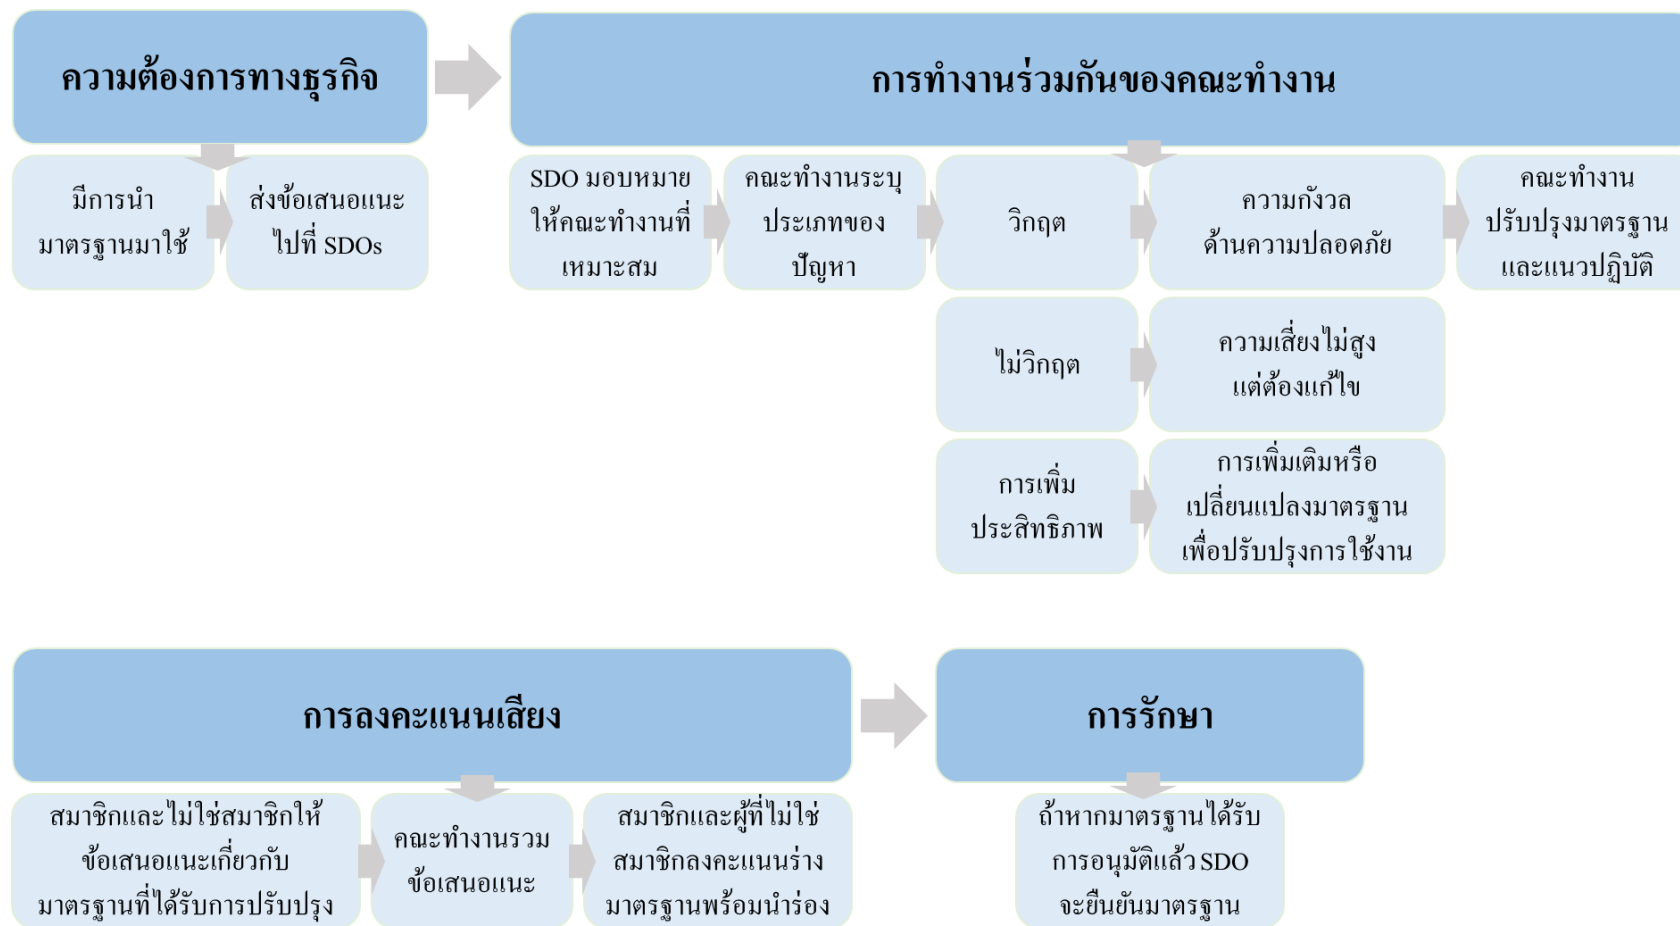 ความต้องการทางธุรกิจ
การทำงานร่วมกันของคณะทำงาน
มีการนำ
มาตรฐานมาใช้
ส่งข้อเสนอแนะ
ไปที่ SDOs
SDO มอบหมาย
ให้คณะทำงานที่
เหมาะสม
คณะทำงานระบุ
ประเภทของ
ปัญหา
วิกฤต
ความกังวล
ด้านความปลอดภัย
คณะทำงาน
ปรับปรุงมาตรฐาน
และแนวปฏิบัติ
ไม่วิกฤต
ความเสี่ยงไม่สูง
แต่ต้องแก้ไข
การเพิ่ม
ประสิทธิภาพ
การเพิ่มเติมหรือ
เปลี่ยนแปลงมาตรฐาน
เพื่อปรับปรุงการใช้งาน
การลงคะแนนเสียง
การรักษา
สมาชิกและไม่ใช่สมาชิกให้
ข้อเสนอแนะเกี่ยวกับ
มาตรฐานที่ได้รับการปรับปรุง
คณะทำงานรวม
ข้อเสนอแนะ
สมาชิกและผู้ที่ไม่ใช่
สมาชิกลงคะแนนร่าง
มาตรฐานพร้อมนำร่อง
ถ้าหากมาตรฐานได้รับ
การอนุมัติแล้ว SDO
จะยืนยันมาตรฐาน